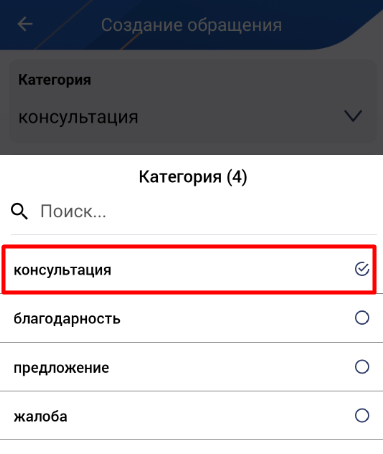 Создание обращения
Категория
консультация
Категория (4)
Поиск...
консультация
благодарность
предложение
жалоба